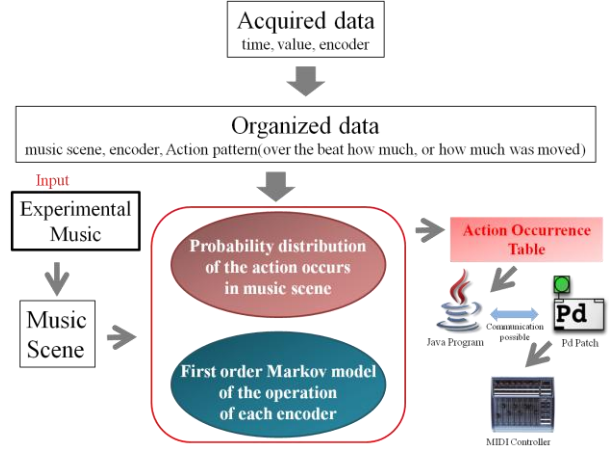 Acquired data
time, value, encoder
Organized data
music scene, encoder, Action pattern(over the beat how much, or how much was moved)
Input
Experimental
Music
Music
Scene
Probability distribution
of the action occurs
in music scene
First order Markov model
of the operation
of each encoder
Action Occurrence
Table
Java Program
Communication
possible
Pd
Pd Patch
MIDI Controller